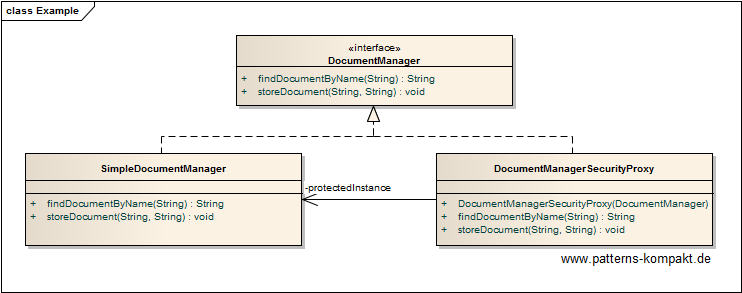 class Example
«interface»
DocumentManager
+ findDocumentByName(String) : String
+ storeDocument(String, String) : void
SimpleDocumentManager
+ findDocumentByName(String) : String
+ storeDocument(String, String) : void
-protectedInstance
DocumentManagerSecurityProxy
+ DocumentManagerSecurityProxy(DocumentManager)
+ findDocumentByName(String) : String
+ storeDocument(String, String) : void
www.patterns-kompakt.de